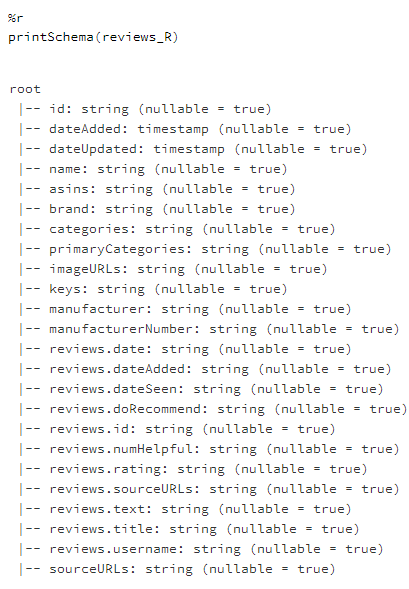 %r
printSchema(reviews_R)
root
|-- id: string (nullable = true)
|-- dateAdded: timestamp (nullable = true)
|-- dateUpdated: timestamp (nullable = true)
|-- name: string (nullable = true)
|-- asins: string (nullable = true)
|-- brand: string (nullable = true)
|-- categories: string (nullable = true)
|-- primaryCategories: string (nullable = true)
|-- imageURLs: string (nullable = true)
|-- keys: string (nullable = true)
|-- manufacturer: string (nullable = true)
|-- manufacturerNumber: string (nullable = true)
|-- reviews.date: string (nullable = true)
|-- reviews.dateAdded: string (nullable = true)
|-- reviews.dateSeen: string (nullable = true)
|-- reviews.doRecommend: string (nullable = true)
|-- reviews.id: string (nullable = true)
|-- reviews.numHelpful: string (nullable = true)
|-- reviews.rating: string (nullable = true)
|-- reviews.sourceURLs: string (nullable = true)
|-- reviews.text: string (nullable = true)
|-- reviews.title: string (nullable = true)
|-- reviews.username: string (nullable = true)
|-- sourceURLs: string (nullable = true)